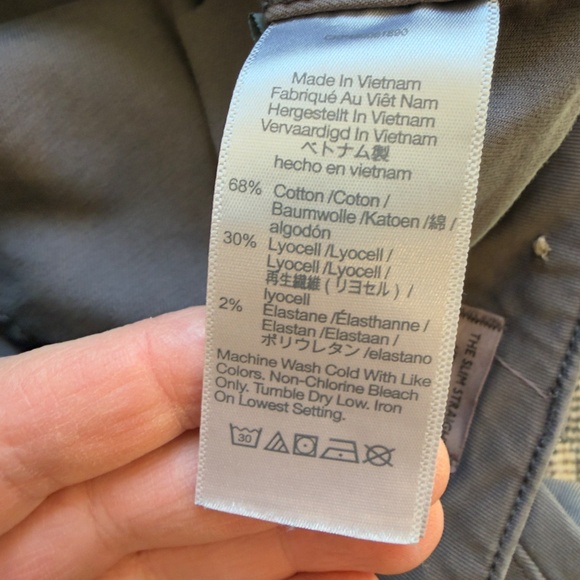 Made In Vietnam
Fabriqué Au Viêt Nam
Hergestellt In Vietnam
Vervaardigd In Vietnam
ベトナム製
hecho en vietnam
68% Cotton /Coton /
Baumwolle /Katoen /綿 /
algodón
30% Lyocell /Lyocell /
Lyocell /Lyocell /
再生繊維 ( リヨセル ) /
lyocell
2% Elastane /Élasthanne /
Elastan /Elastaan /
ポリウレタン /elastano
Machine Wash Cold With Like
Colors. Non-Chlorine Bleach
Only. Tumble Dry Low. Iron
On Lowest Setting.
30
THE SLIM